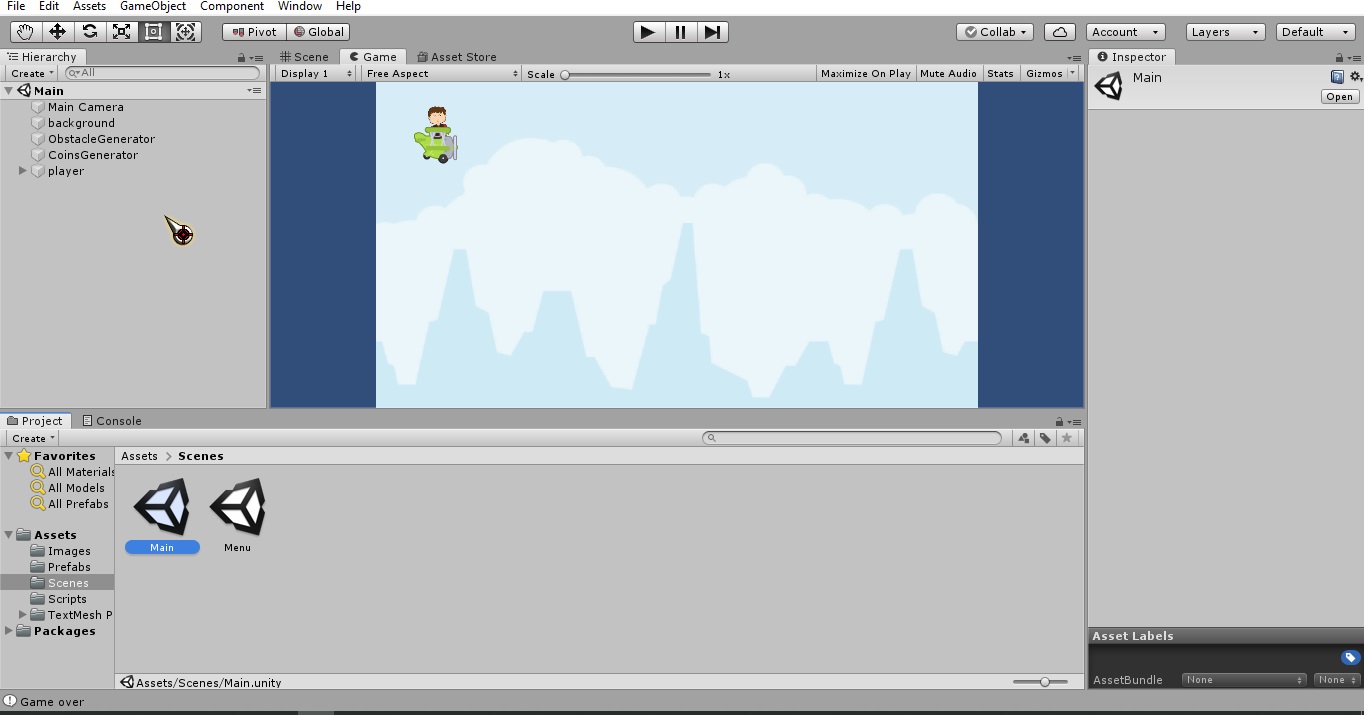 File Edit Assets GameObject Component Window Help
Pivot Global Collab Account Layers Default
Hierarchy Scene Game Asset Store Inspector
Create All Display 1 Free Aspect Scale 1x Maximize On Play Mute Audio Stats Gizmos Main
Open
Main
Main Camera
background
ObstacleGenerator
CoinsGenerator
player
Project Console
Create
Favorites Assets > Scenes
All Materials
All Models
All Prefabs
Assets
Images Main Menu
Prefabs
Scenes
Scripts
TextMesh P
Packages
Asset Labels
AssetBundle None None
Assets/Scenes/Main.unity
Game over